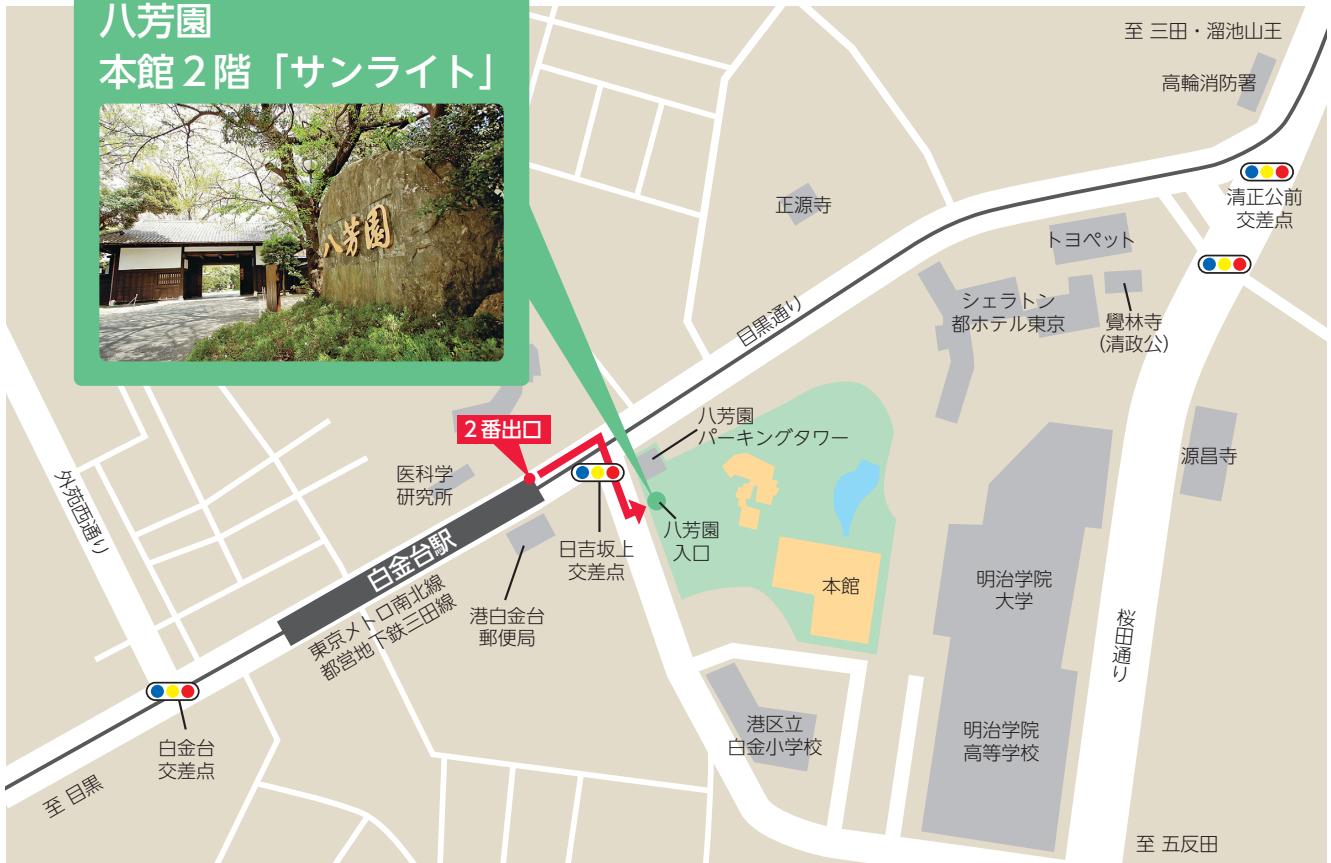 八芳園
本館2階「サンライト」
八芳園
至 三田・溜池山王
高輪消防署
清正公前
交差点
正源寺
トヨペット
シェラトン
都ホテル東京
覺林寺
(清政公)
目黒通り
八芳園
パーキングタワー
2番出口
医科学
研究所
外苑西通り
源昌寺
八芳園
入口
日吉坂上
交差点
白金台駅
東京メトロ南北線
都営地下鉄三田線
港白金台
郵便局
本館
明治学院
大学
桜田通り
港区立
白金小学校
明治学院
高等学校
白金台
交差点
至 目黒
至 五反田